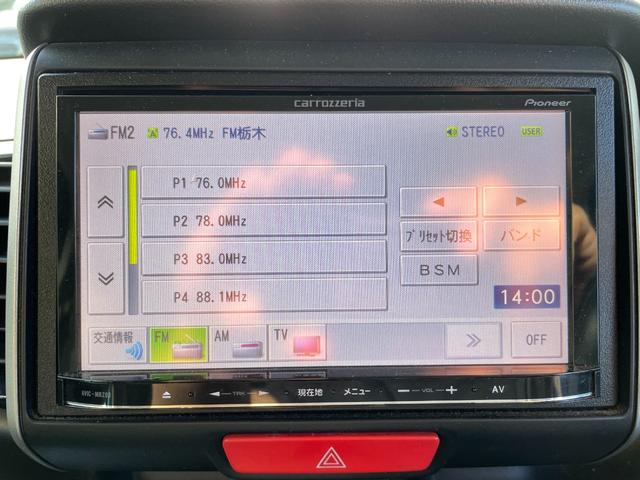 carrozzeria
Pioneer
FM2 76.4MHz FM栃木 STEREO USER
P1 76.0MHz
P2 78.0MHz
プリセット切換 バンド
P3 83.0MHz
BSM
P4 88.1MHz
14:00
交通情報 FM AM TV OFF
TRK 現在地 メニュー VOL AV